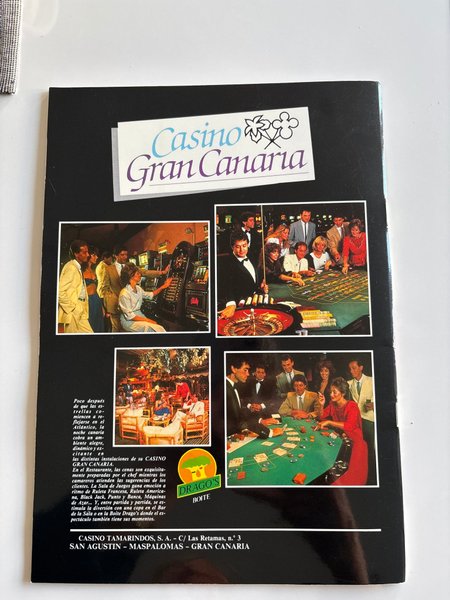 Casino
Gran Canaria
Poco después
de que las es-
trellas co-
miencen a re-
flejarse en el
Atlántico, la
noche canaria
cobra un am-
biente alegre,
dinámico y ex-
citante en
las distintas instalaciones de su CASINO
GRAN CANARIA.
En el Restaurante, las cenas son exquisita-
mente preparadas por el chef mientras los
camareros atienden las sugerencias de los
clientes. La Sala de Juegos gana emoción a
ritmo de Ruleta Francesa, Ruleta America-
na, Black Jack, Punto y Banca, Máquinas
de Azar... Y, entre partida y partida, se es-
timula la diversión con una copa en el Bar
de la Sala o en la Boite Drago's donde el es-
pectáculo también tiene sus momentos.
DRAGO'S
BOITE
CASINO TAMARINDOS, S. A. – C/ Las Retamas, n.º 3
SAN AGUSTIN – MASPALOMAS – GRAN CANARIA